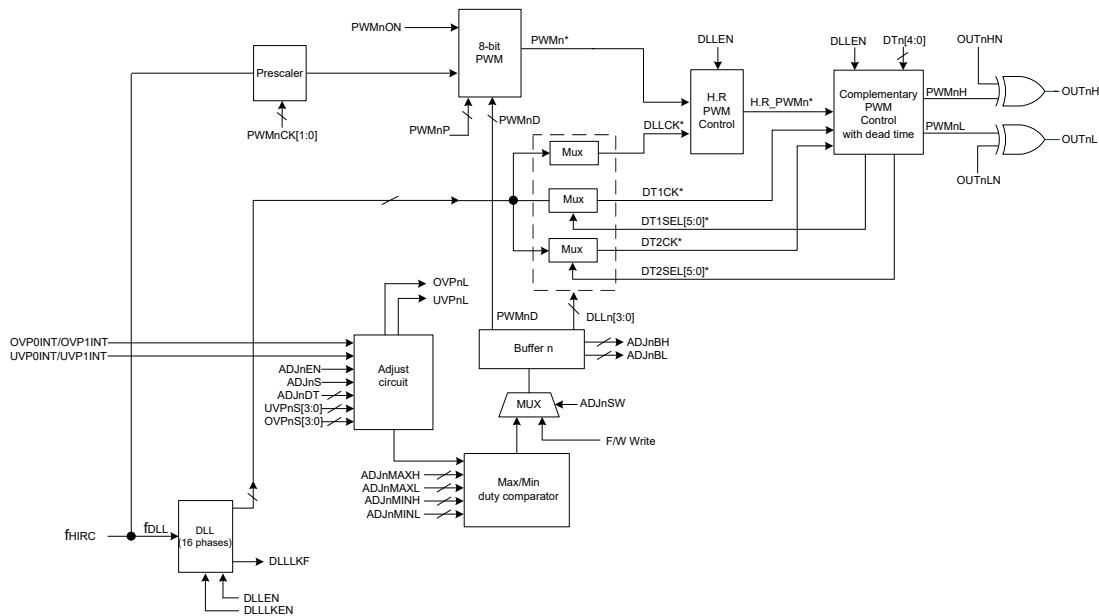 PWMnON
8-bit
PWM
PWMn*
DLLEN
DLLEN
DTn[4:0]
OUTnHN
Prescaler
H.R
PWM
Control
H.R_PWMn*
Complementary
PWM
Control
with dead time
PWMnH
OUTnH
PWMnCK[1:0]
PWMnP
PWMnD
DLLCK*
PWMnL
OUTnL
Mux
OUTnLN
Mux
DT1CK*
DT1SEL[5:0]*
Mux
DT2CK*
DT2SEL[5:0]*
OVPnL
UVPnL
PWMnD
DLLn[3:0]
OVP0INT/OVP1INT
UVP0INT/UVP1INT
Buffer n
ADJnBH
ADJnBL
ADJnEN
ADJnS
ADJnDT
UVPnS[3:0]
OVPnS[3:0]
Adjust
circuit
MUX
ADJnSW
F/W Write
ADJnMAXH
ADJnMAXL
ADJnMINH
ADJnMINL
Max/Min
duty comparator
fHIRC
fDLL
DLL
(16 phases)
DLLLKF
DLLEN
DLLLKEN